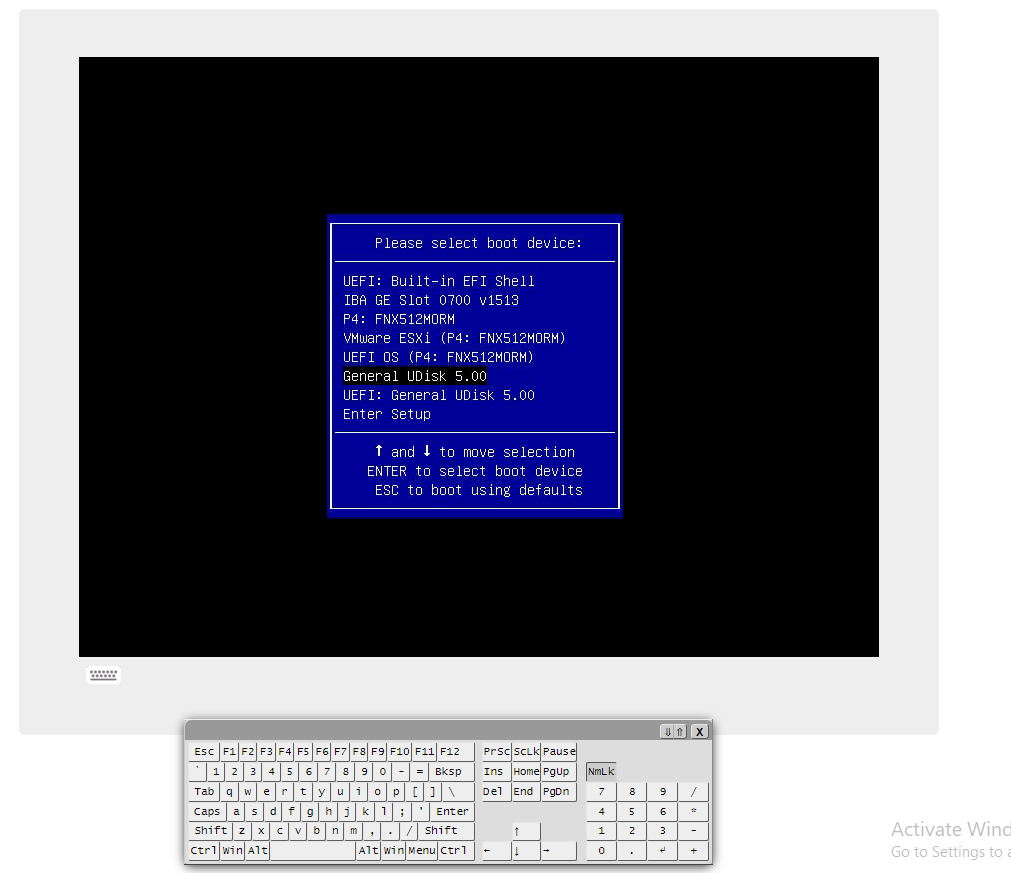 Please select boot device:
UEFI: Built-in EFI Shell
IBA GE Slot 0700 v1513
P4: FNX512MORM
VMware ESXi (P4: FNX512MORM)
UEFI OS (P4: FNX512MORM)
General UDisk 5.00
UEFI: General UDisk 5.00
Enter Setup
↑ and ↓ to move selection
ENTER to select boot device
ESC to boot using defaults
⇓ ⇑ X
Esc F1 F2 F3 F4 F5 F6 F7 F8 F9 F10 F11 F12 PrSc ScLk Pause
` 1 2 3 4 5 6 7 8 9 0 - = Bksp Ins Home PgUp NmLk
Tab q w e r t y u i o p [ ] \ Del End PgDn 7 8 9 /
Caps a s d f g h j k l ; ' Enter 4 5 6 *
Shift z x c v b n m , . / Shift ↑ 1 2 3 -
Ctrl Win Alt Alt Win Menu Ctrl ← ↓ → 0 . ↵ +
Activate Wind
Go to Settings to a